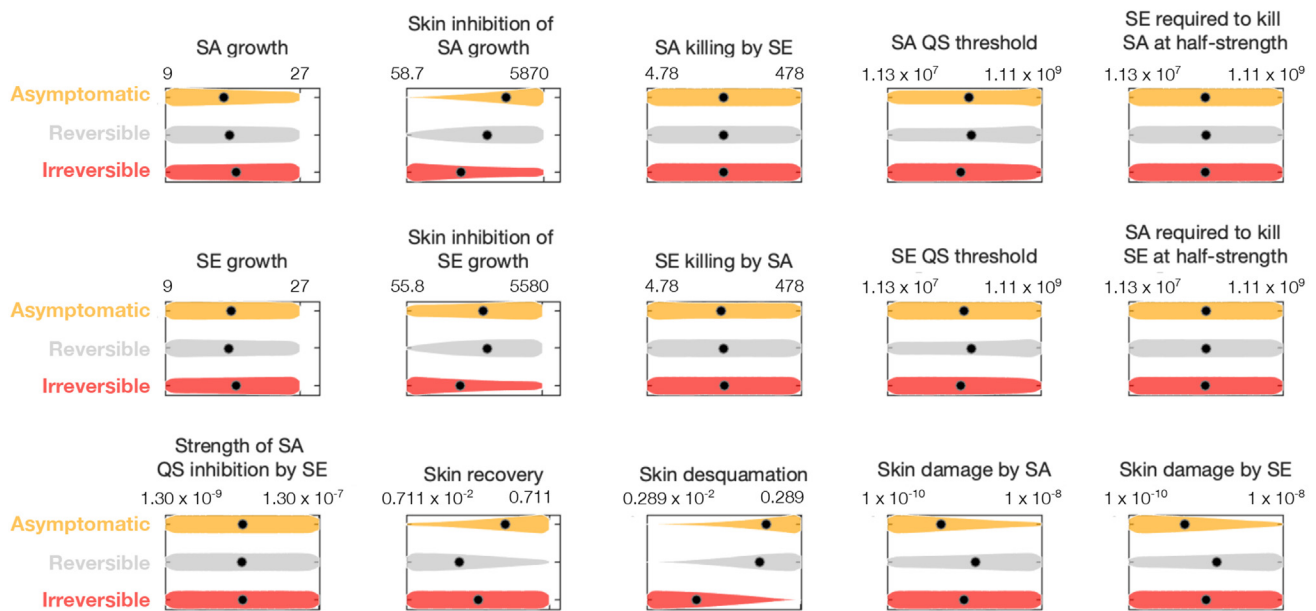 SA growth
9 27
Skin inhibition of
SA growth
58.7 5870
SA killing by SE
4.78 478
SA QS threshold
1.13 x 10⁷ 1.11 x 10⁹
SE required to kill
SA at half-strength
1.13 x 10⁷ 1.11 x 10⁹
Asymptomatic
Reversible
Irreversible
SE growth
9 27
Skin inhibition of
SE growth
55.8 5580
SE killing by SA
4.78 478
SE QS threshold
1.13 x 10⁷ 1.11 x 10⁹
SA required to kill
SE at half-strength
1.13 x 10⁷ 1.11 x 10⁹
Asymptomatic
Reversible
Irreversible
Strength of SA
QS inhibition by SE
1.30 x 10⁻⁹ 1.30 x 10⁻⁷
Skin recovery
0.711 x 10⁻² 0.711
Skin desquamation
0.289 x 10⁻² 0.289
Skin damage by SA
1 x 10⁻¹⁰ 1 x 10⁻⁸
Skin damage by SE
1 x 10⁻¹⁰ 1 x 10⁻⁸
Asymptomatic
Reversible
Irreversible